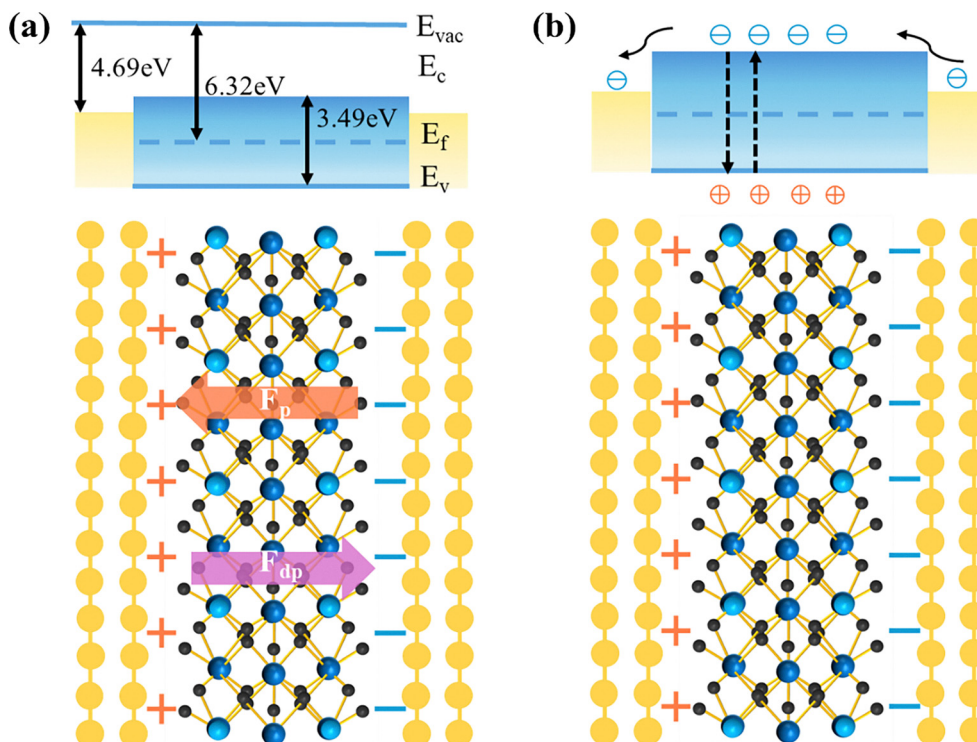 (a)
E_vac
4.69eV
6.32eV
E_c
3.49eV
E_f
E_v
F_p
F_dp
(b)